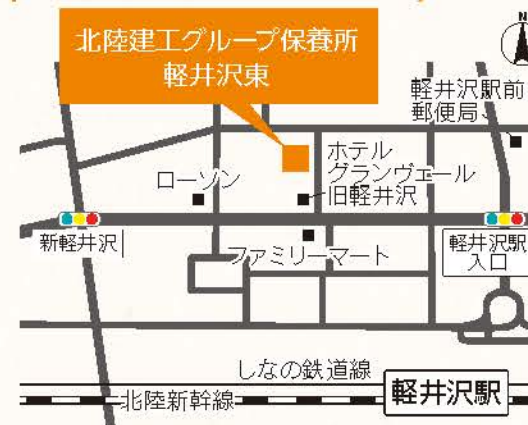 N
北陸建工グループ保養所
軽井沢東
軽井沢駅前
郵便局
ホテル
グランヴェール
旧軽井沢
ローソン
新軽井沢
ファミリーマート
軽井沢駅
入口
しなの鉄道線
北陸新幹線
軽井沢駅